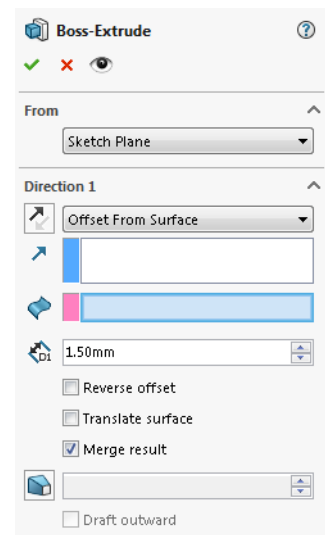 Boss-Extrude
From
Sketch Plane
Direction 1
Offset From Surface
D1
1.50mm
Reverse offset
Translate surface
Merge result
Draft outward